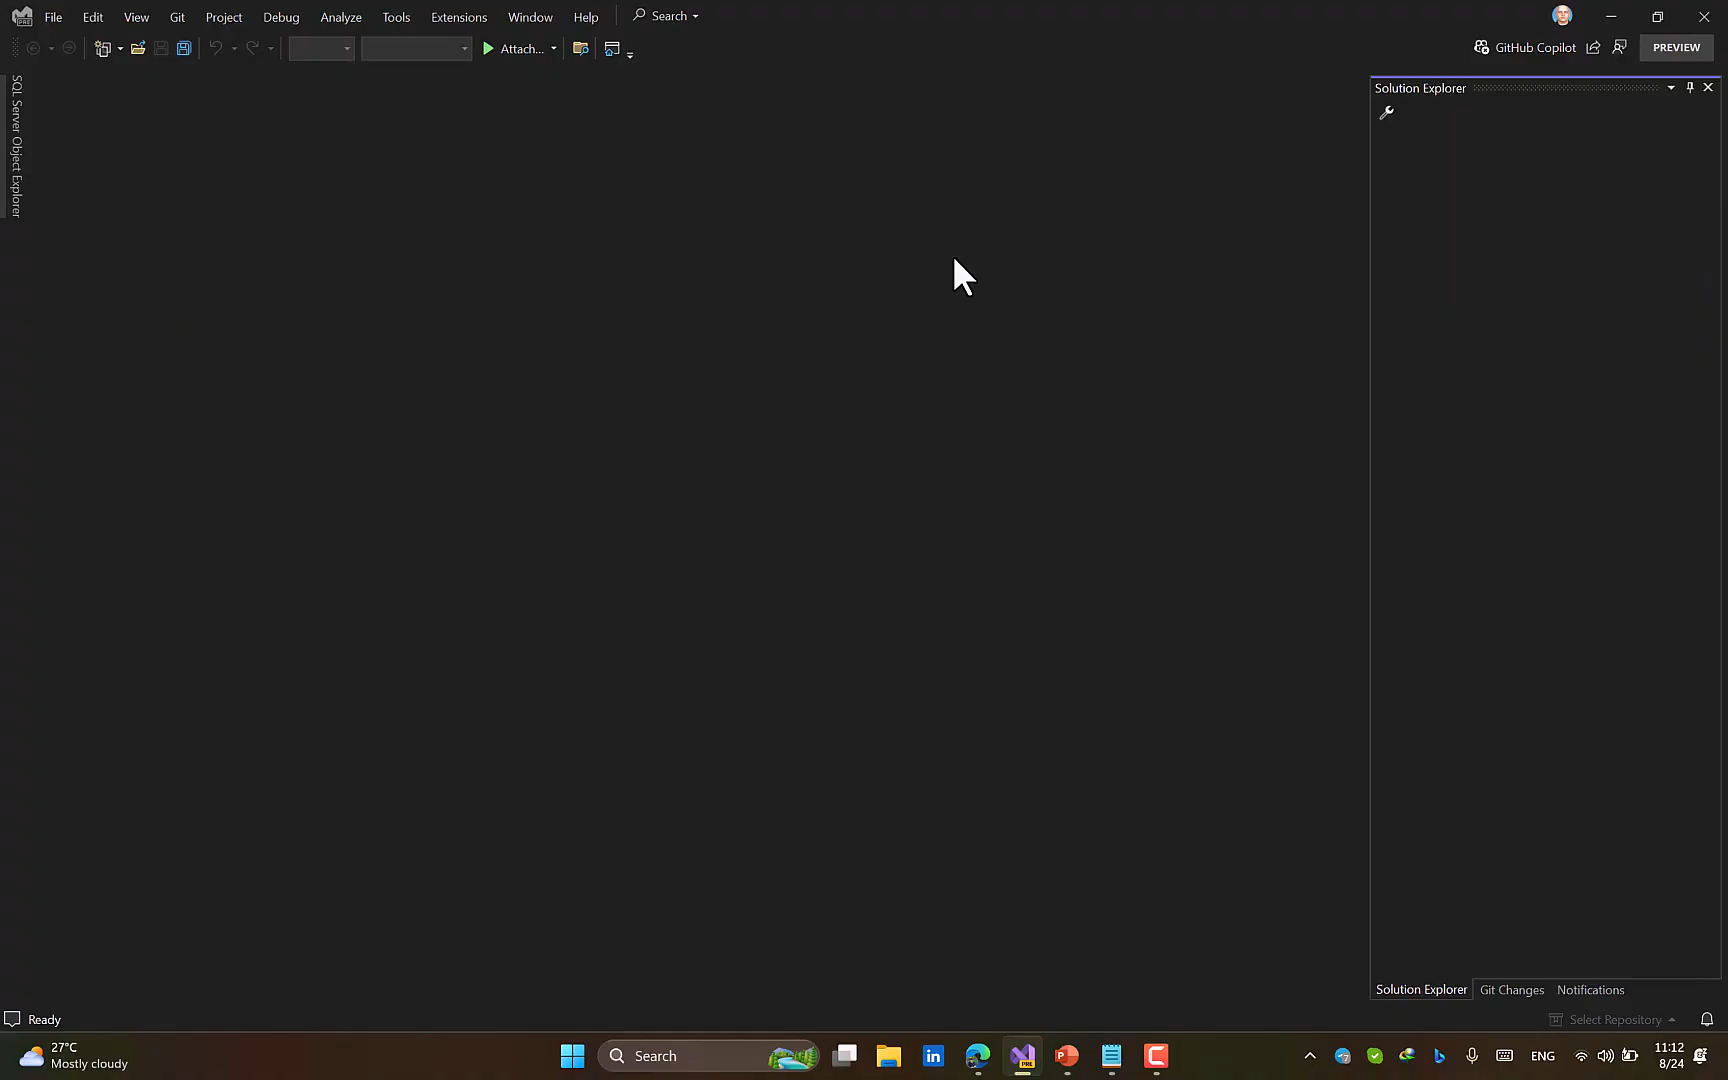 File Edit View Git Project Debug Analyze Tools Extensions Window Help Search
Attach... GitHub Copilot PREVIEW
SQL Server Object Explorer
Solution Explorer
Solution Explorer Git Changes Notifications
Ready Select Repository
27°C
Mostly cloudy
Search
ENG
11:12
8/24